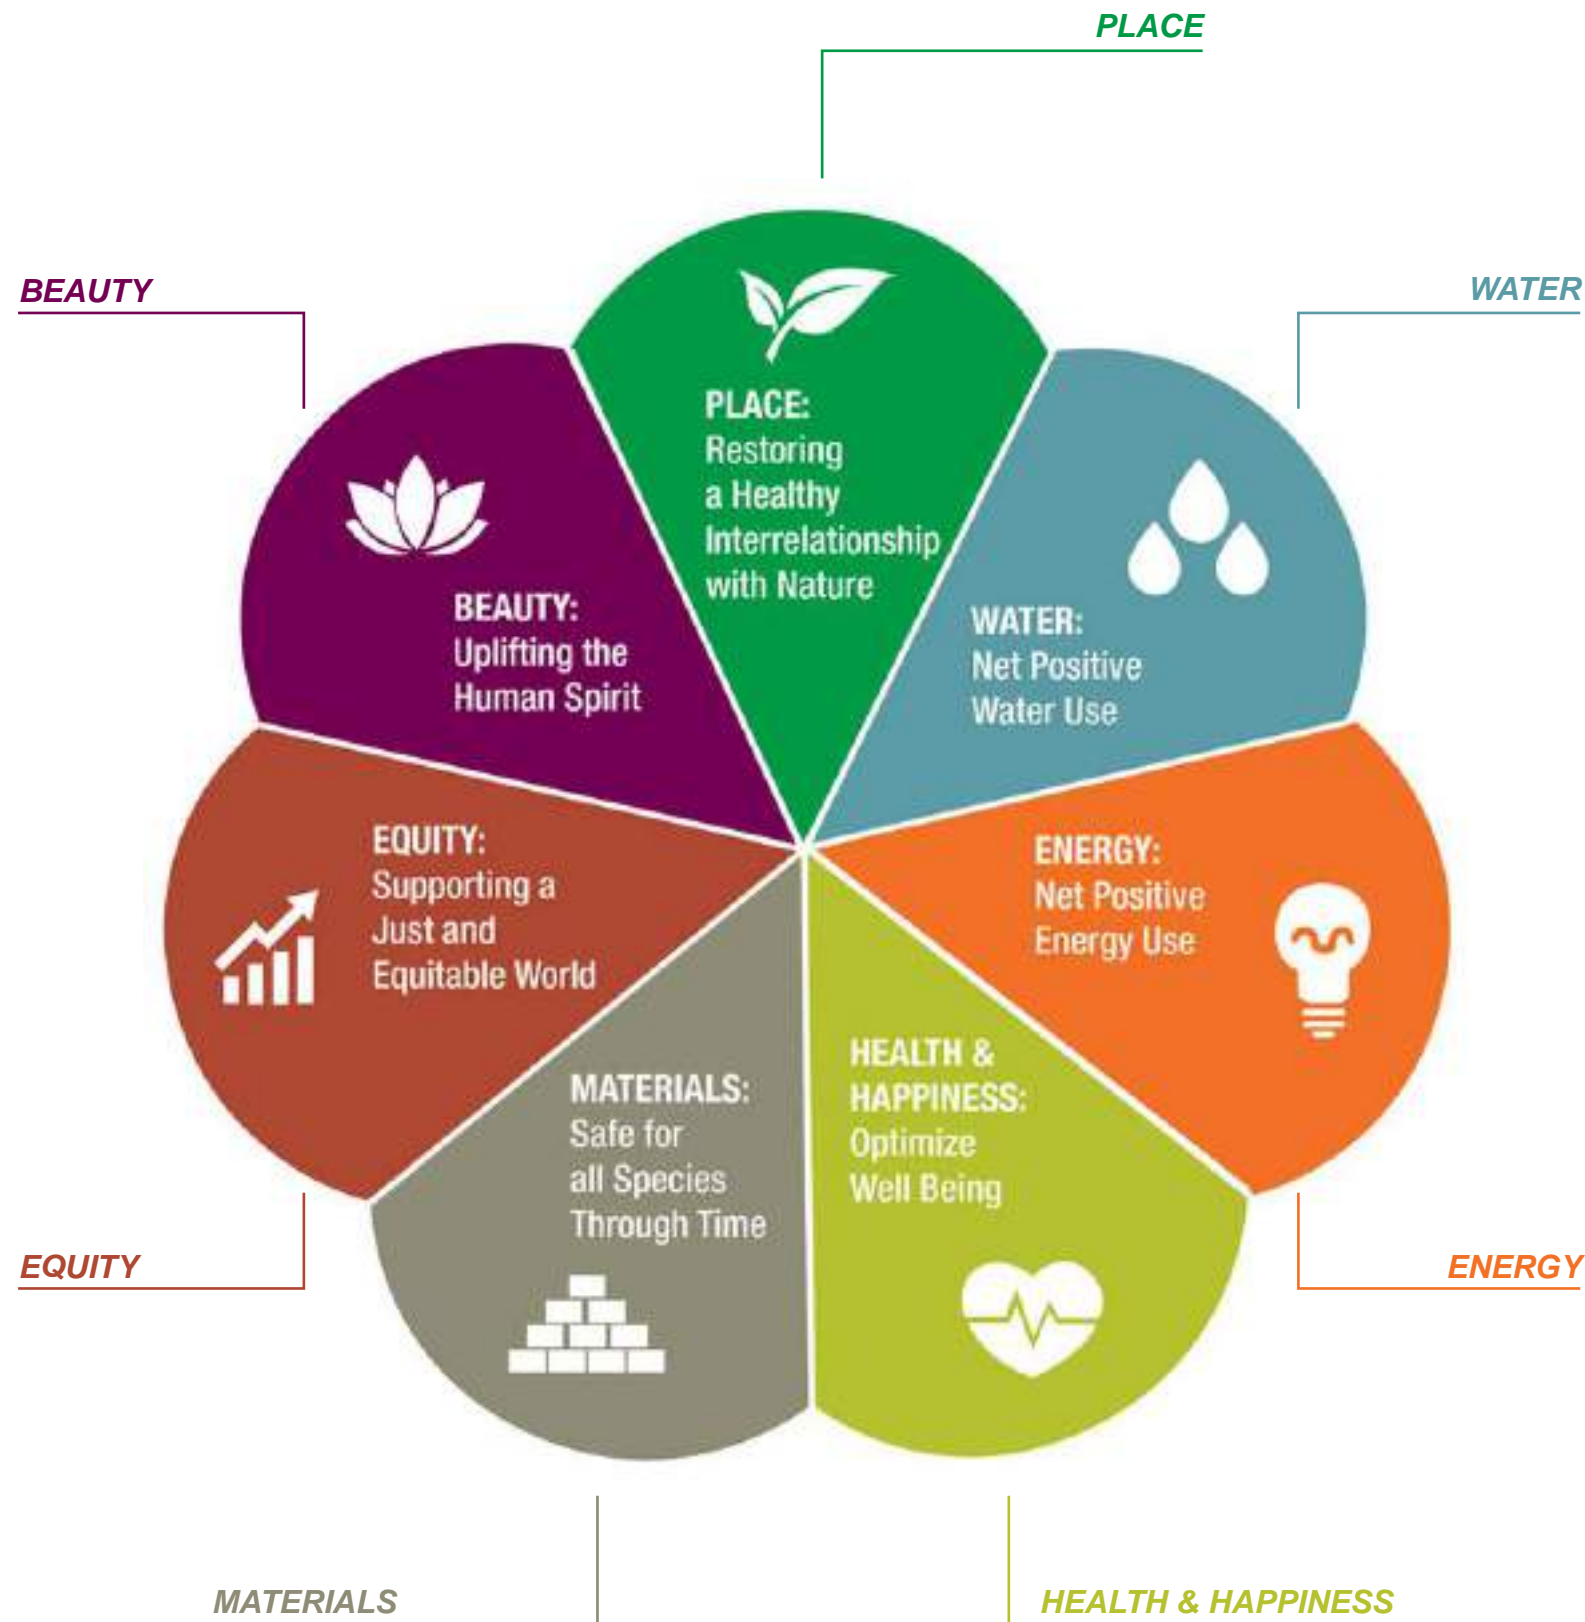 PLACE
BEAUTY
WATER
PLACE:
Restoring
a Healthy
Interrelationship
with Nature
BEAUTY:
Uplifting the
Human Spirit
WATER:
Net Positive
Water Use
EQUITY:
Supporting a
Just and
Equitable World
ENERGY:
Net Positive
Energy Use
MATERIALS:
Safe for
all Species
Through Time
HEALTH &
HAPPINESS:
Optimize
Well Being
EQUITY
ENERGY
MATERIALS
HEALTH & HAPPINESS